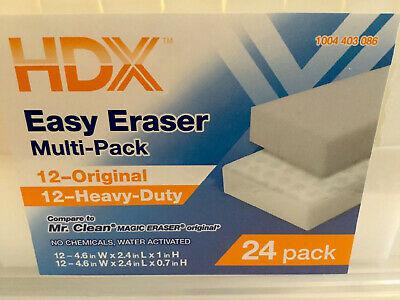 HDX™
1004 403 086
Easy Eraser
Multi-Pack
12–Original
12–Heavy-Duty
Compare to
Mr. Clean® MAGIC ERASER® original*
NO CHEMICALS, WATER ACTIVATED
12 – 4.6 in W x 2.4 in L x 1 in H
12 – 4.6 in W x 2.4 in L x 0.7 in H
24 pack